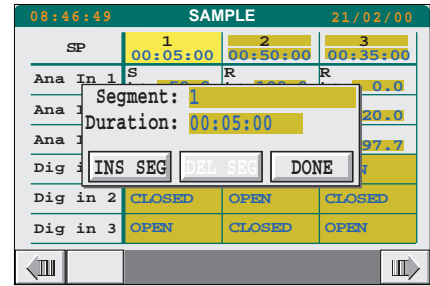 08:46:49 SAMPLE 21/02/00
SP 1 2 3
00:05:00 00:50:00 00:35:00
Ana In 1 S R R 0.0
Segment: 1
Ana 20.0
Duration: 00:05:00
Ana 97.7
Dig
INS SEG DEL SEG DONE
Dig in 2 CLOSED OPEN CLOSED
Dig in 3 OPEN CLOSED OPEN